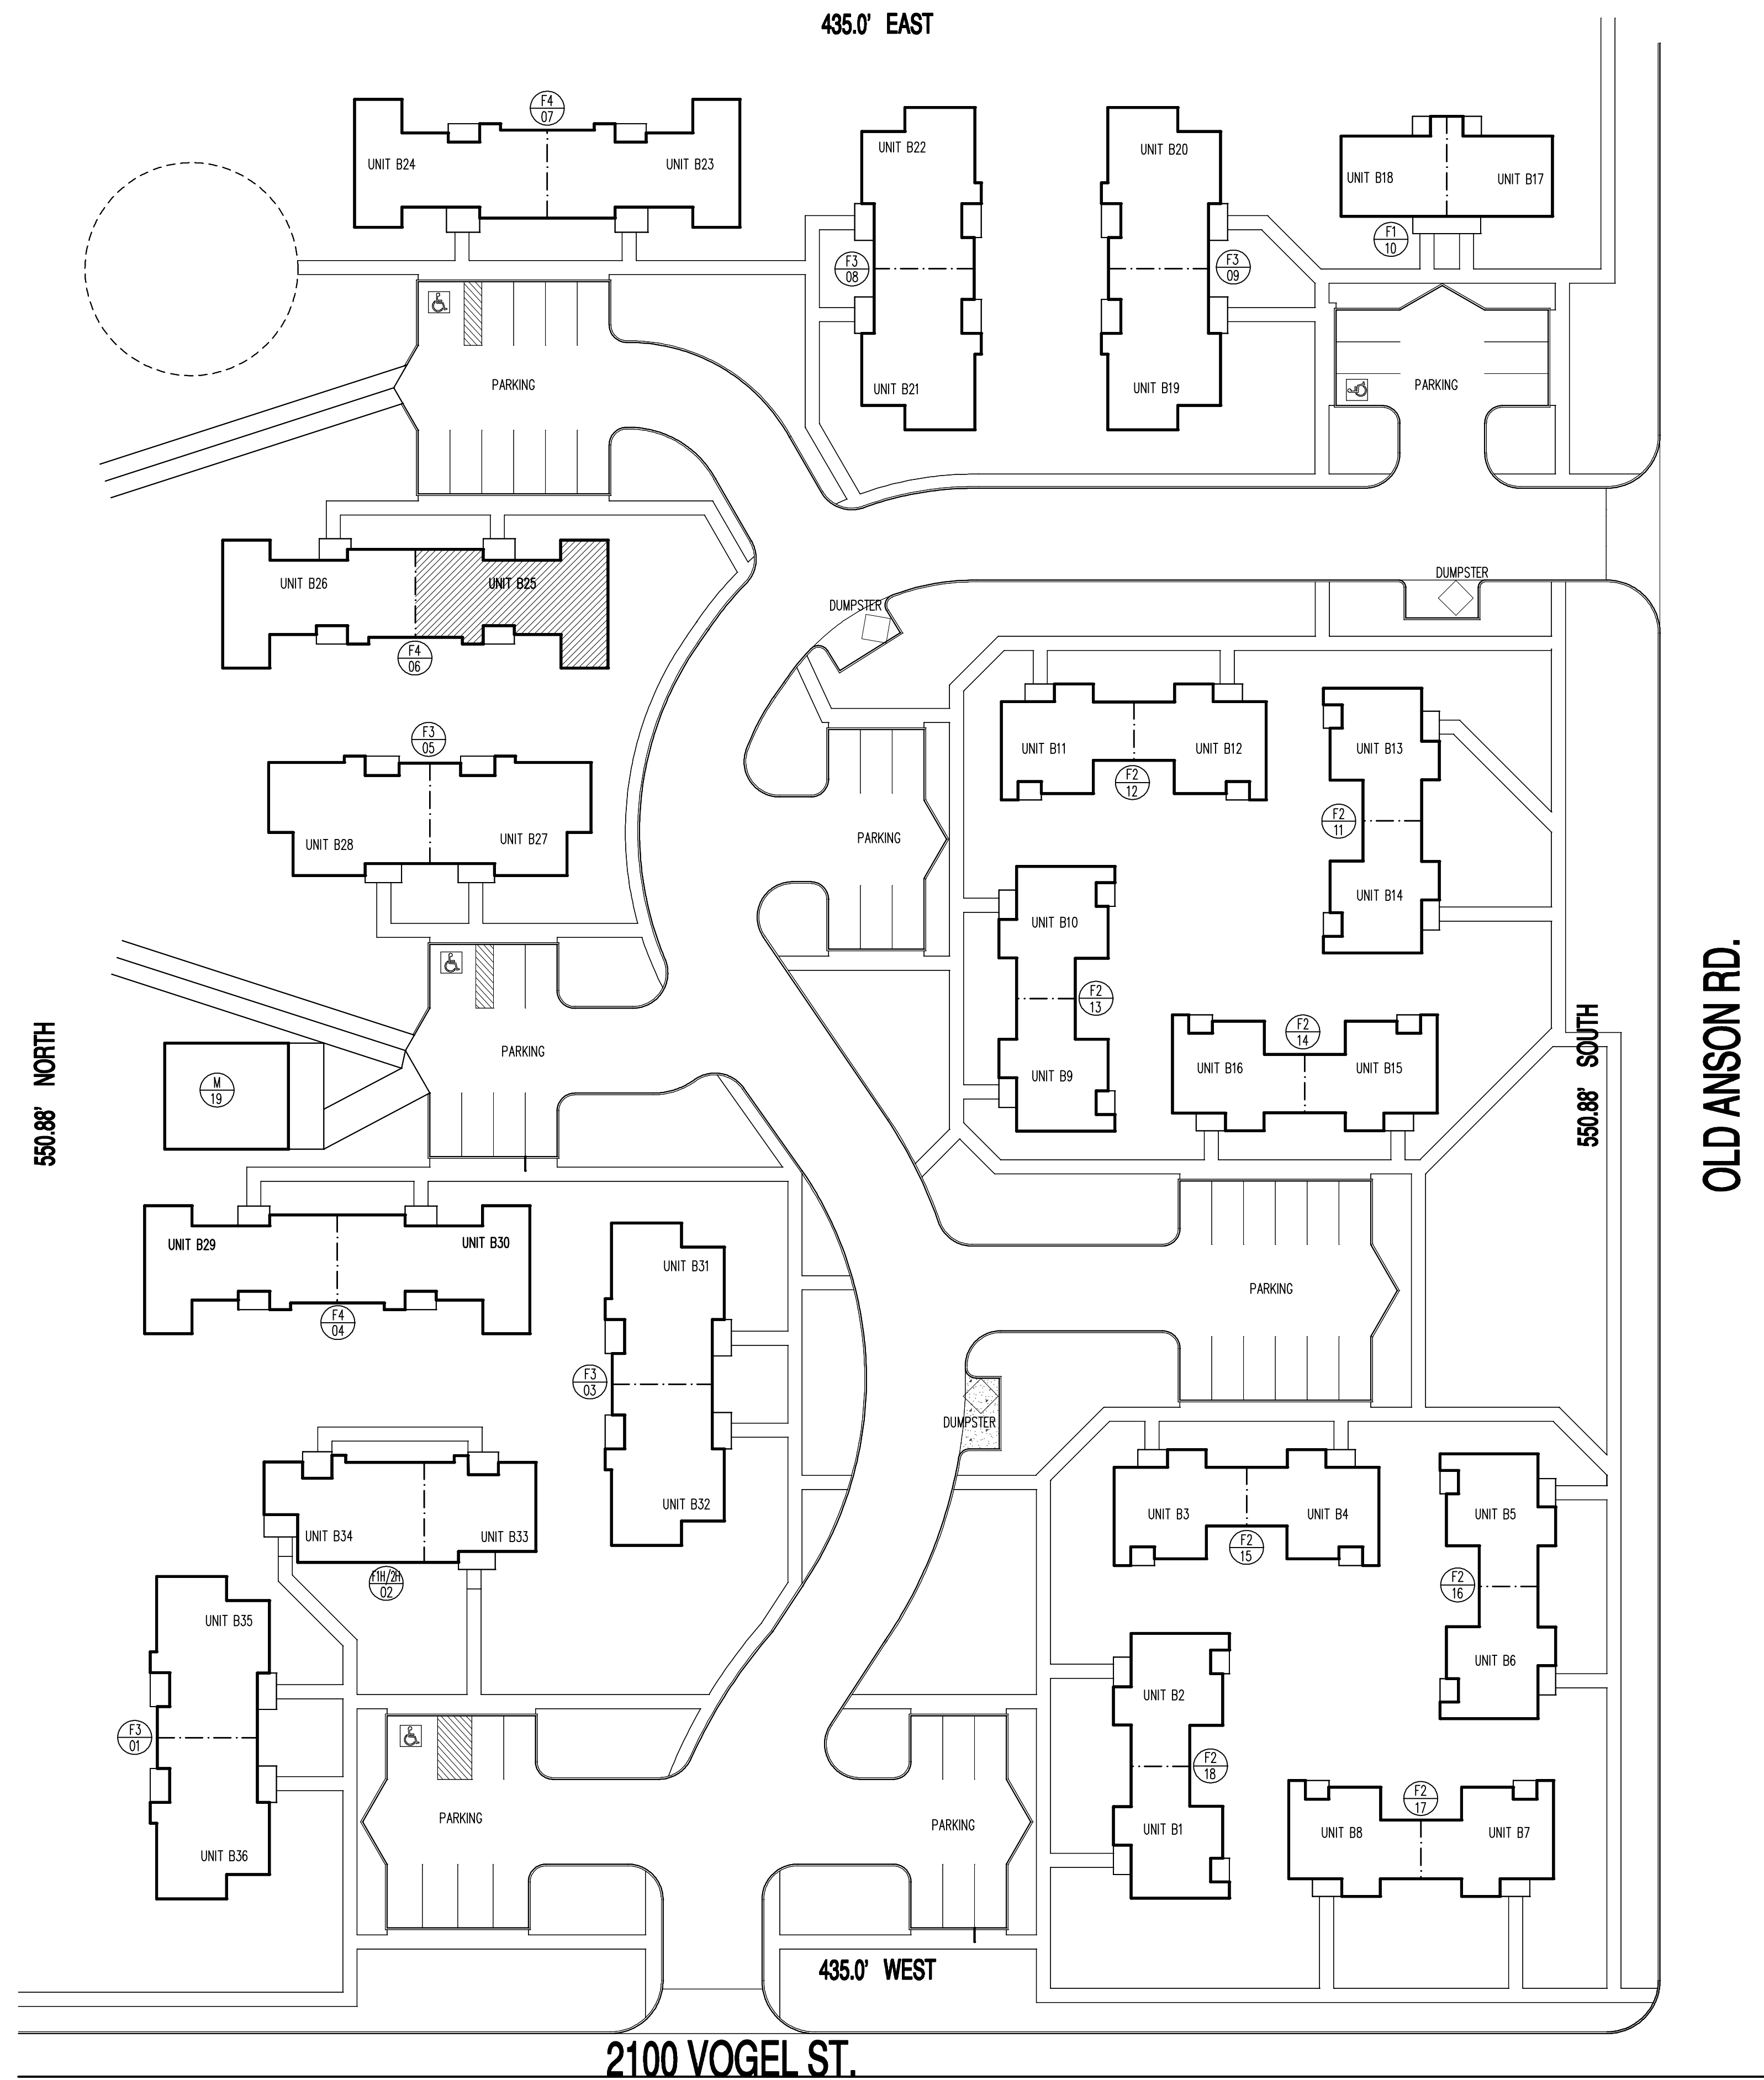 435.0' EAST
F4
07
UNIT B24
UNIT B23
UNIT B22
UNIT B20
UNIT B18
UNIT B17
F1
10
F3
08
F3
09
PARKING
UNIT B21
UNIT B19
PARKING
UNIT B26
UNIT B25
F4
06
DUMPSTER
DUMPSTER
F3
05
UNIT B28
UNIT B27
PARKING
UNIT B11
UNIT B12
F2
12
UNIT B13
F2
11
UNIT B14
UNIT B10
F2
13
UNIT B9
F2
14
UNIT B16
UNIT B15
550.88' NORTH
550.88' SOUTH
OLD ANSON RD.
PARKING
M
19
UNIT B29
UNIT B30
F4
04
UNIT B31
F3
03
UNIT B32
PARKING
DUMPSTER
UNIT B34
UNIT B33
F1H/2H
02
UNIT B3
UNIT B4
F2
15
UNIT B5
F2
16
UNIT B6
UNIT B35
F3
01
UNIT B36
UNIT B2
F2
18
UNIT B1
F2
17
UNIT B8
UNIT B7
PARKING
PARKING
435.0' WEST
2100 VOGEL ST.